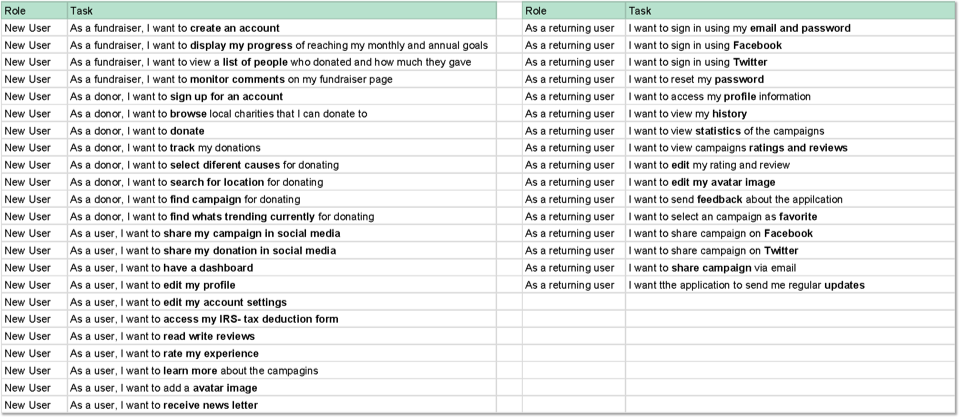 Role Task
New User As a fundraiser, I want to create an account
New User As a fundraiser, I want to display my progress of reaching my monthly and annual goals
New User As a fundraiser, I want to view a list of people who donated and how much they gave
New User As a fundraiser, I want to monitor comments on my fundraiser page
New User As a donor, I want to sign up for an account
New User As a donor, I want to browse local charities that I can donate to
New User As a donor, I want to donate
New User As a donor, I want to track my donations
New User As a donor, I want to select diferent causes for donating
New User As a donor, I want to search for location for donating
New User As a donor, I want to find campaign for donating
New User As a donor, I want to find whats trending currently for donating
New User As a user, I want to share my campaign in social media
New User As a user, I want to share my donation in social media
New User As a user, I want to have a dashboard
New User As a user, I want to edit my profile
New User As a user, I want to edit my account settings
New User As a user, I want to access my IRS- tax deduction form
New User As a user, I want to read write reviews
New User As a user, I want to rate my experience
New User As a user, I want to learn more about the campagins
New User As a user, I want to add a avatar image
New User As a user, I want to receive news letter
Role Task
As a returning user I want to sign in using my email and password
As a returning user I want to sign in using Facebook
As a returning user I want to sign in using Twitter
As a returning user I want to reset my password
As a returning user I want to access my profile information
As a returning user I want to view my history
As a returning user I want to view statistics of the campaigns
As a returning user I want to view campaigns ratings and reviews
As a returning user I want to edit my rating and review
As a returning user I want to edit my avatar image
As a returning user I want to send feedback about the appilcation
As a returning user I want to select an campaign as favorite
As a returning user I want to share campaign on Facebook
As a returning user I want to share campaign on Twitter
As a returning user I want to share campaign via email
As a returning user I want tthe application to send me regular updates